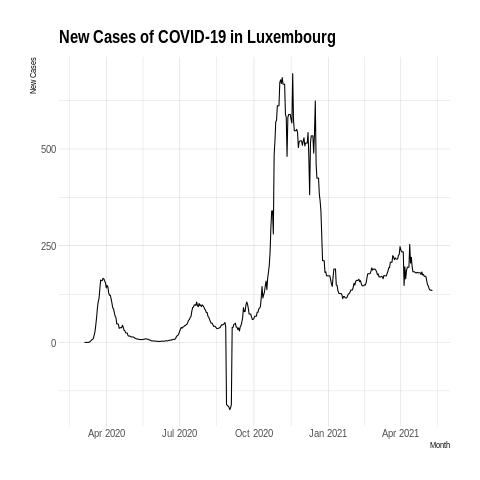 New Cases of COVID-19 in Luxembourg
New Cases
500
250
0
Apr 2020 Jul 2020 Oct 2020 Jan 2021 Apr 2021
Month